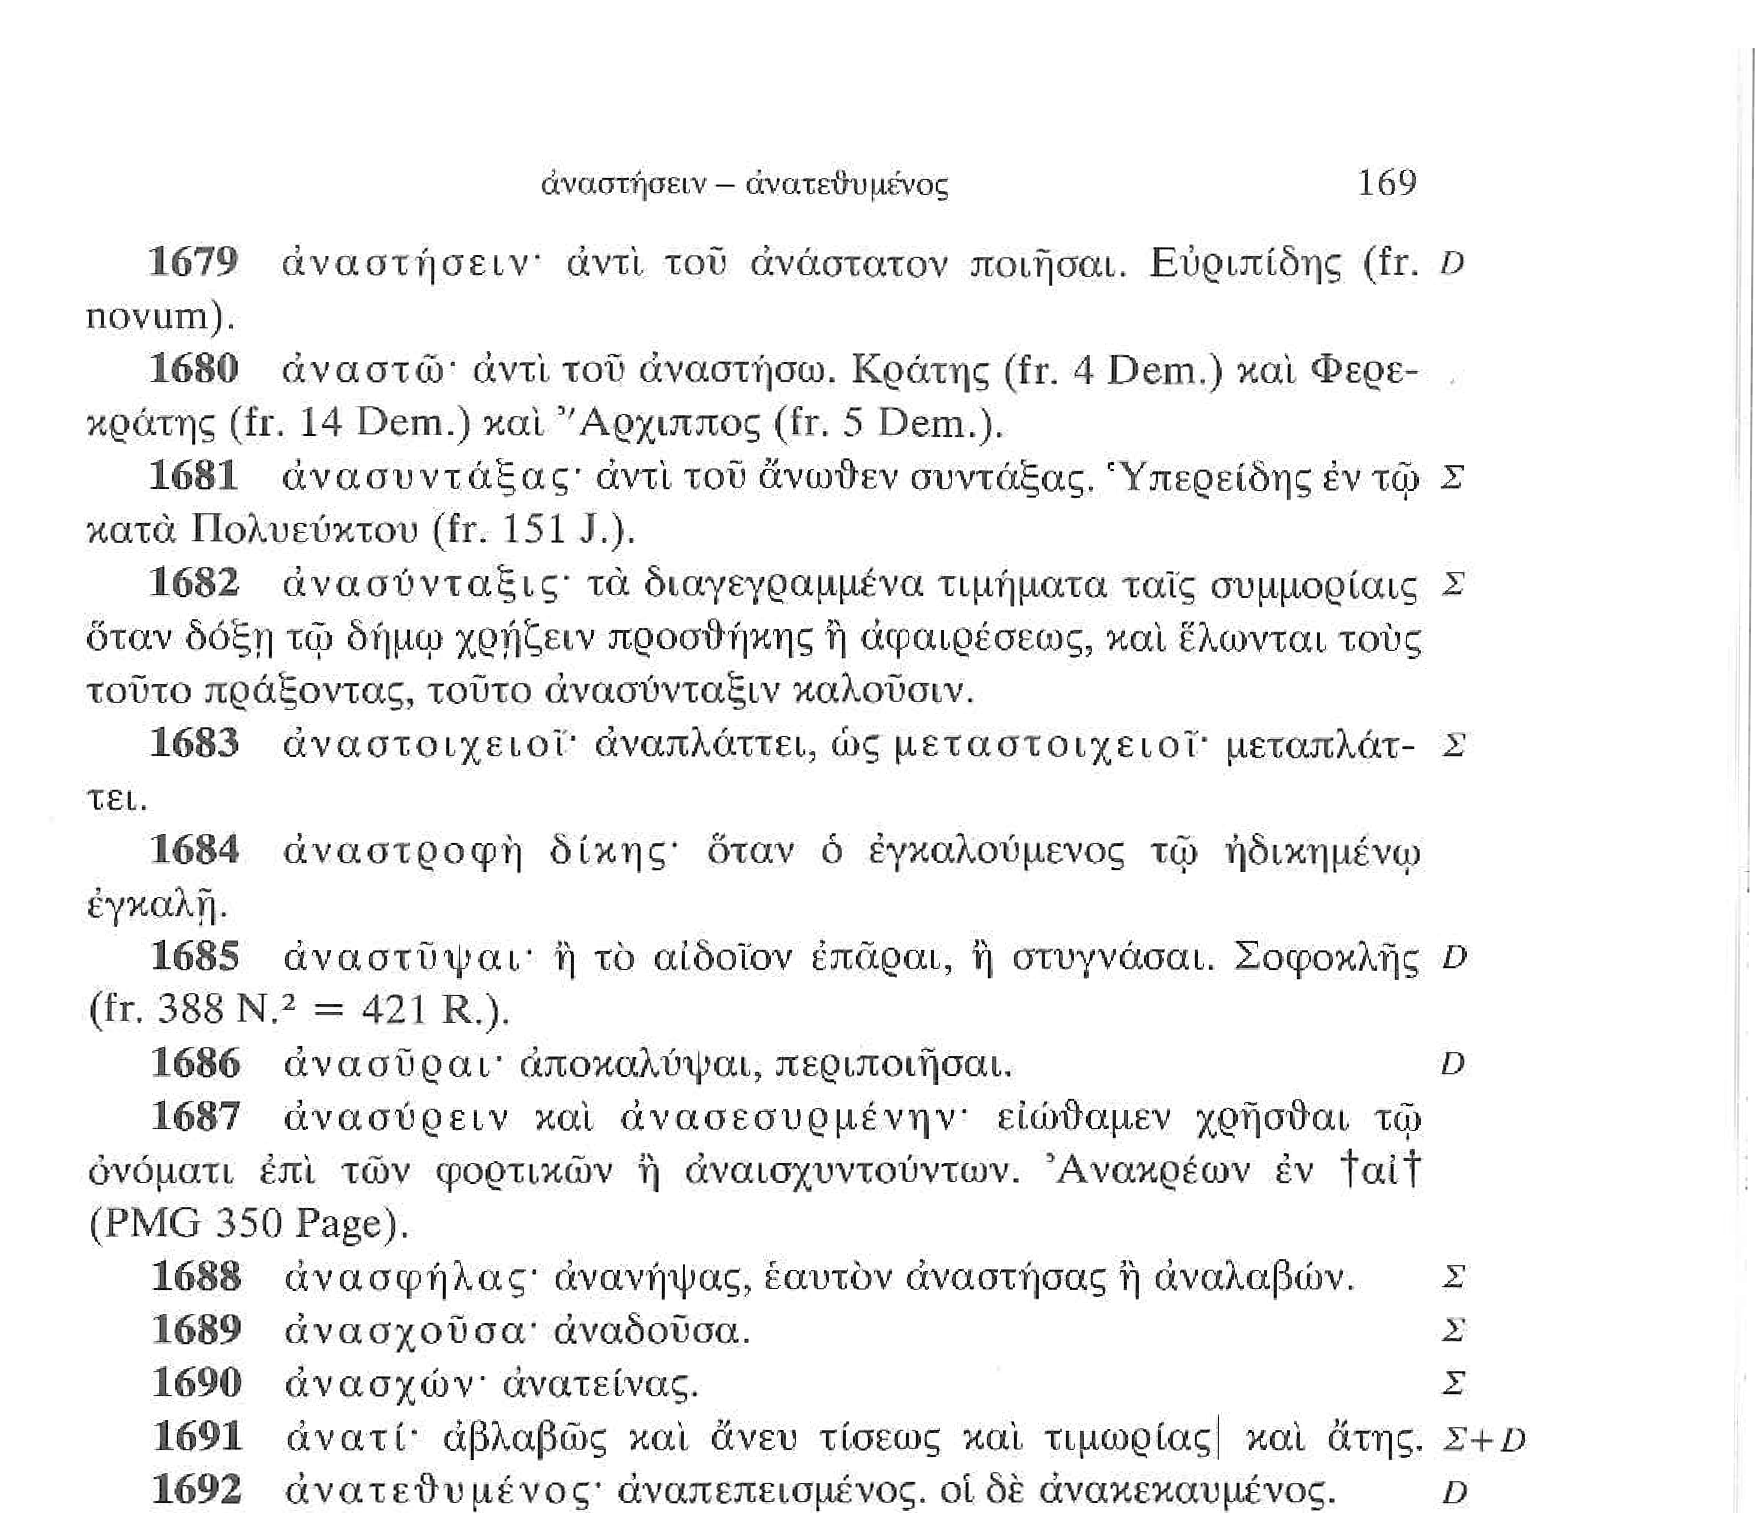 ἀναστήσειν – ἀνατεθυμένος 169
1679 ἀναστήσειν· ἀντὶ τοῦ ἀνάστατον ποιῆσαι. Εὐριπίδης (fr. D
novum).
1680 ἀναστῶ· ἀντὶ τοῦ ἀναστήσω. Κράτης (fr. 4 Dem.) καὶ Φερε-
κράτης (fr. 14 Dem.) καὶ Ἄρχιππος (fr. 5 Dem.).
1681 ἀνασυντάξας· ἀντὶ τοῦ ἄνωθεν συντάξας. Ὑπερείδης ἐν τῷ Σ
κατὰ Πολυεύκτου (fr. 151 J.).
1682 ἀνασύνταξις· τὰ διαγεγραμμένα τιμήματα ταῖς συμμορίαις Σ
ὅταν δόξῃ τῷ δήμῳ χρῄζειν προσθήκης ἢ ἀφαιρέσεως, καὶ ἕλωνται τοὺς
τοῦτο πράξοντας, τοῦτο ἀνασύνταξιν καλοῦσιν.
1683 ἀναστοιχειοῖ· ἀναπλάττει, ὡς μεταστοιχειοῖ· μεταπλάτ- Σ
τει.
1684 ἀναστροφὴ δίκης· ὅταν ὁ ἐγκαλούμενος τῷ ἠδικημένῳ
ἐγκαλῇ.
1685 ἀναστῦψαι· ἢ τὸ αἰδοῖον ἐπᾶραι, ἢ στυγνάσαι. Σοφοκλῆς D
(fr. 388 N.² = 421 R.).
1686 ἀνασῦραι· ἀποκαλύψαι, περιποιῆσαι. D
1687 ἀνασύρειν καὶ ἀνασεσυρμένην· εἰώθαμεν χρῆσθαι τῷ
ὀνόματι ἐπὶ τῶν φορτικῶν ἢ ἀναισχυντούντων. Ἀνακρέων ἐν †αἱ†
(PMG 350 Page).
1688 ἀνασφήλας· ἀνανήψας, ἑαυτὸν ἀναστήσας ἢ ἀναλαβών. Σ
1689 ἀνασχοῦσα· ἀναδοῦσα. Σ
1690 ἀνασχών· ἀνατείνας. Σ
1691 ἀνατί· ἀβλαβῶς καὶ ἄνευ τίσεως καὶ τιμωρίας| καὶ ἄτης. Σ+D
1692 ἀνατεθυμένος· ἀναπεπεισμένος. οἱ δὲ ἀνακεκαυμένος. D